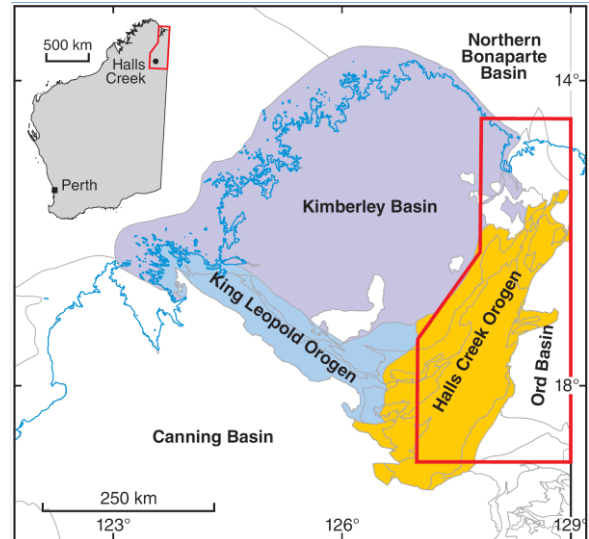 500 km
Halls
Creek
Perth
Northern
Bonaparte
Basin
14°
Kimberley Basin
King Leopold Orogen
Halls Creek Orogen
Ord Basin
18°
Canning Basin
250 km
123°
126°
129°